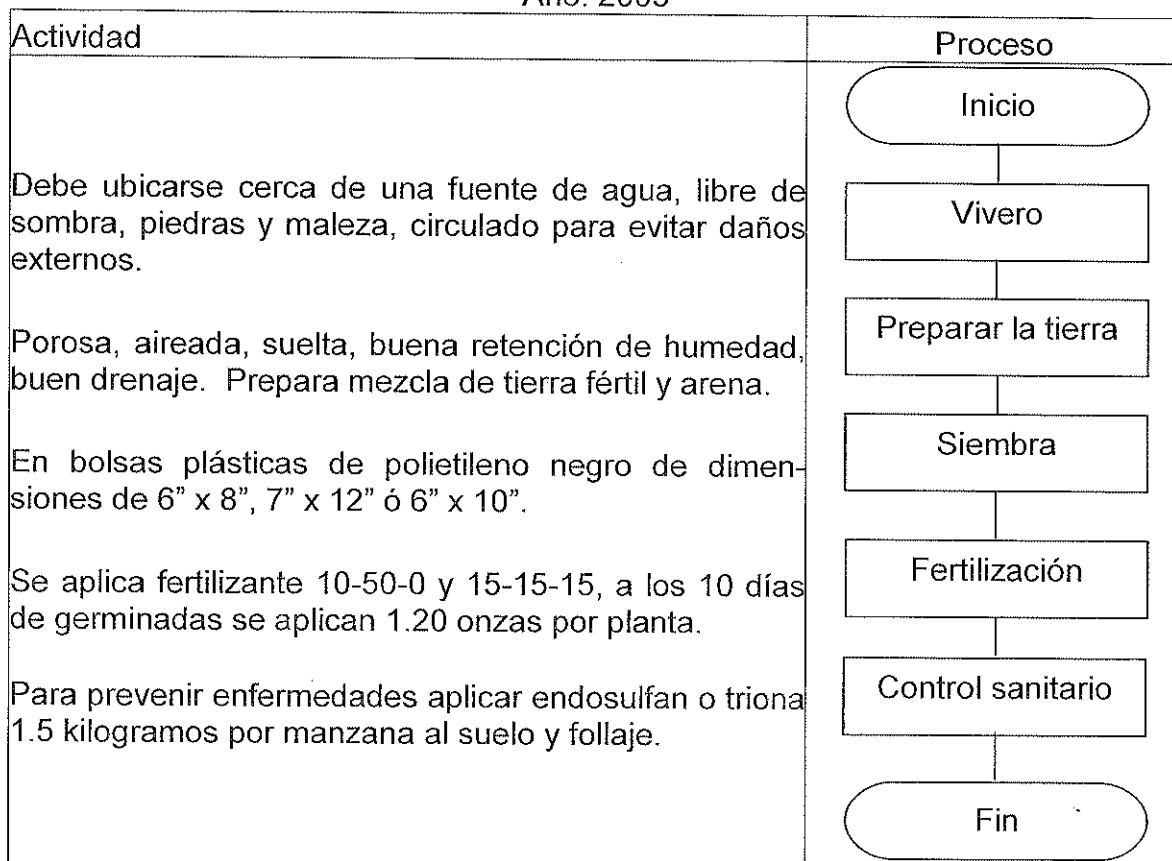 Actividad
Proceso
Inicio
Debe ubicarse cerca de una fuente de agua, libre de
sombra, piedras y maleza, circulado para evitar daños
externos.
Vivero
Porosa, aireada, suelta, buena retención de humedad,
buen drenaje. Prepara mezcla de tierra fértil y arena.
Preparar la tierra
En bolsas plásticas de polietileno negro de dimen-
siones de 6” x 8”, 7” x 12” ó 6” x 10”.
Siembra
Se aplica fertilizante 10-50-0 y 15-15-15, a los 10 días
de germinadas se aplican 1.20 onzas por planta.
Fertilización
Para prevenir enfermedades aplicar endosulfan o triona
1.5 kilogramos por manzana al suelo y follaje.
Control sanitario
Fin